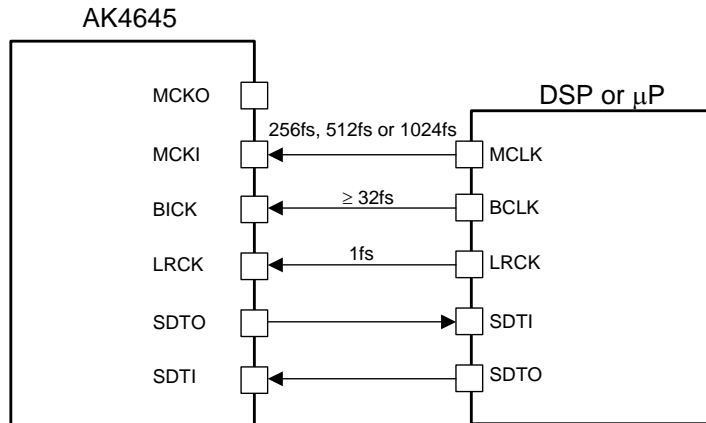 AK4645
DSP or μP
MCKO
256fs, 512fs or 1024fs
MCKI
MCLK
BICK
≥ 32fs
BCLK
LRCK
1fs
LRCK
SDTO
SDTI
SDTI
SDTO